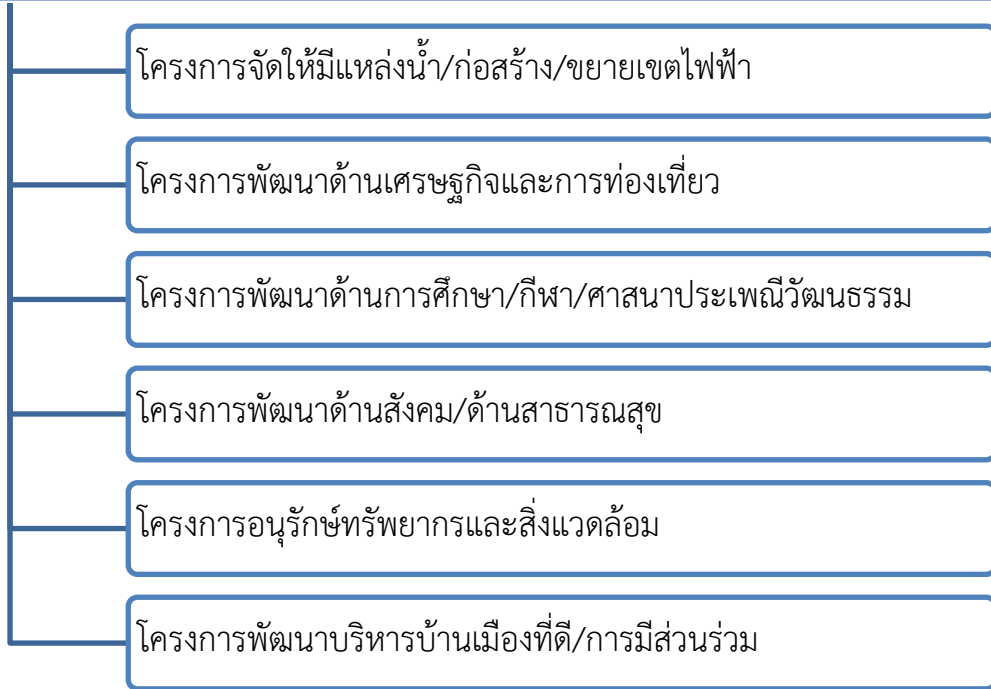 โครงการจัดให้มีแหล่งน้ำ/ก่อสร้าง/ขยายเขตไฟฟ้า
โครงการพัฒนาด้านเศรษฐกิจและการท่องเที่ยว
โครงการพัฒนาด้านการศึกษา/กีฬา/ศาสนาประเพณีวัฒนธรรม
โครงการพัฒนาด้านสังคม/ด้านสาธารณสุข
โครงการอนุรักษ์ทรัพยากรและสิ่งแวดล้อม
โครงการพัฒนาบริหารบ้านเมืองที่ดี/การมีส่วนร่วม